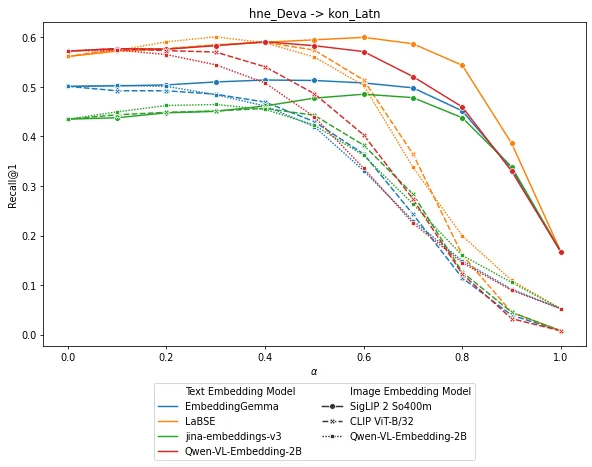 hne_Deva -> kon_Latn
Recall@1
0.6
0.5
0.4
0.3
0.2
0.1
0.0
0.0 0.2 0.4 0.6 0.8 1.0
α
Text Embedding Model Image Embedding Model
EmbeddingGemma SigLIP 2 So400m
LaBSE CLIP ViT-B/32
jina-embeddings-v3 Qwen-VL-Embedding-2B
Qwen-VL-Embedding-2B